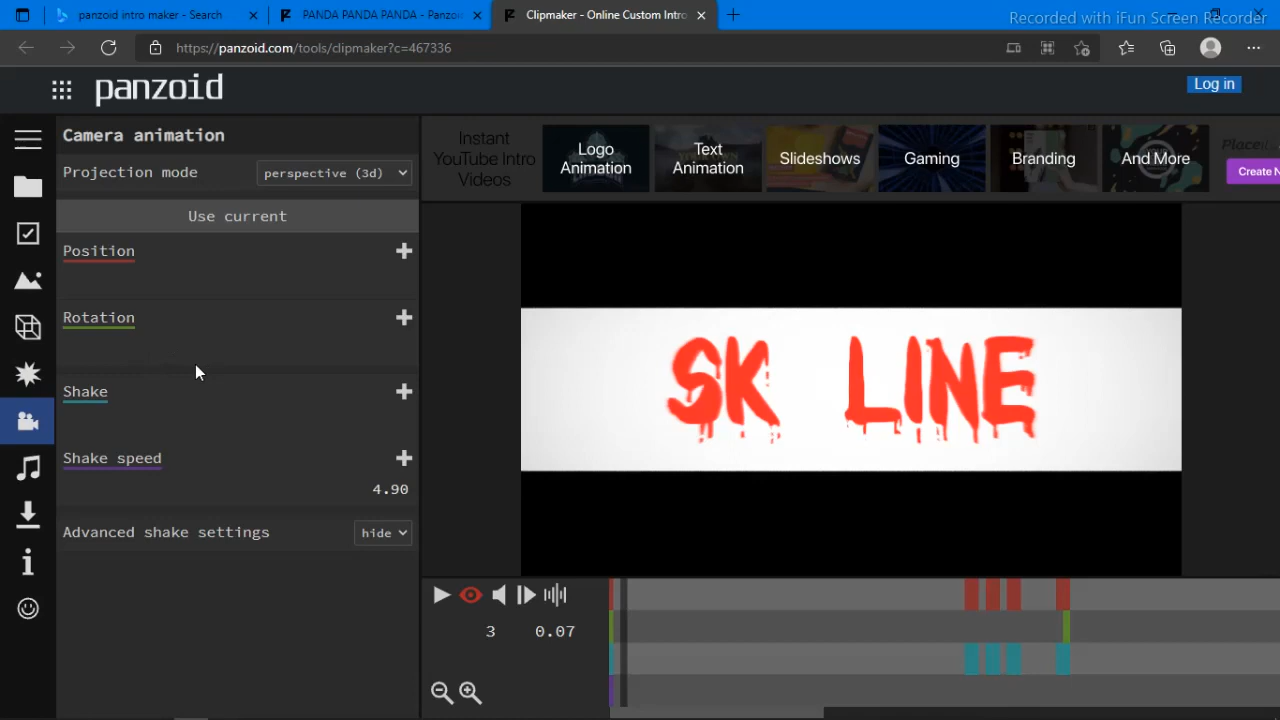 panzoid intro maker - Search
PANDA PANDA PANDA - Panzoi
Clipmaker - Online Custom Intro
Recorded with iFun Screen Recorder
https://panzoid.com/tools/clipmaker?c=467336
panzoid
Log in
Camera animation
Projection mode
perspective (3d)
Use current
Position
Rotation
Shake
Shake speed
4.90
Advanced shake settings
hide
Instant
YouTube Intro
Videos
Logo
Animation
Text
Animation
Slideshows
Gaming
Branding
And More
Placei
Create N
SK LINE
3
0.07